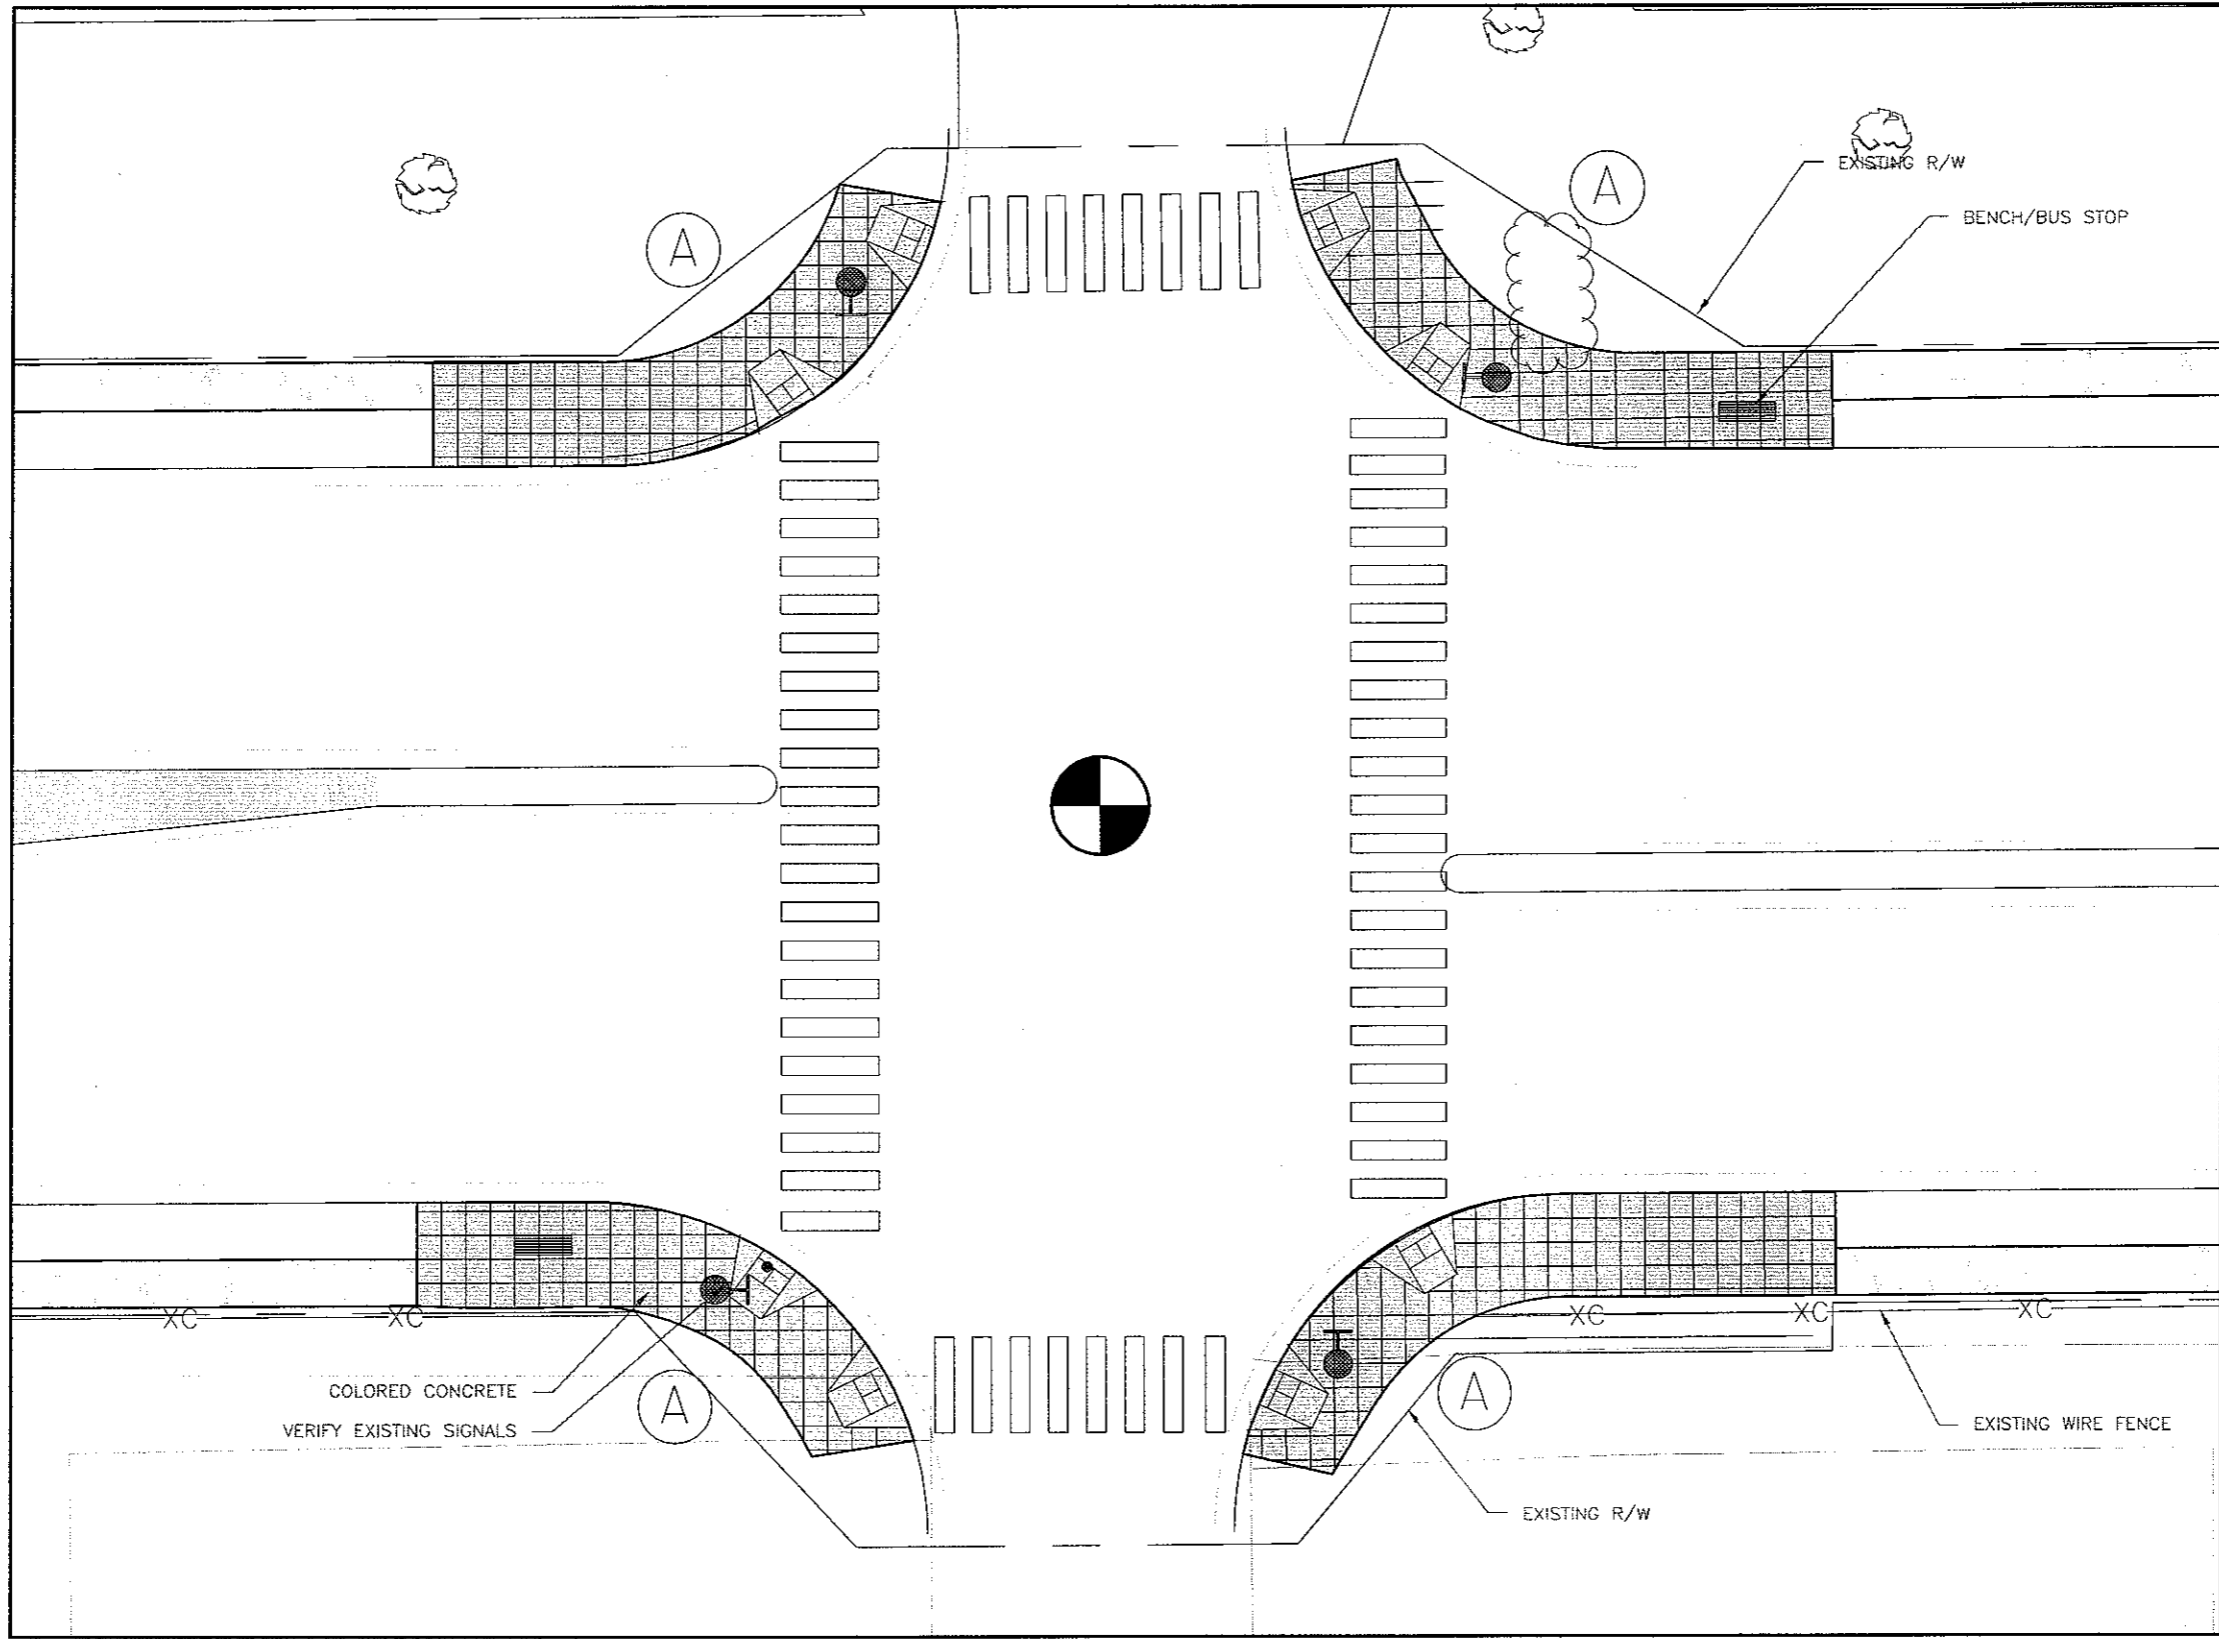 A
EXISTING R/W
A
BENCH/BUS STOP
XC XC XC XC XC
COLORED CONCRETE
A
A
VERIFY EXISTING SIGNALS
EXISTING WIRE FENCE
EXISTING R/W